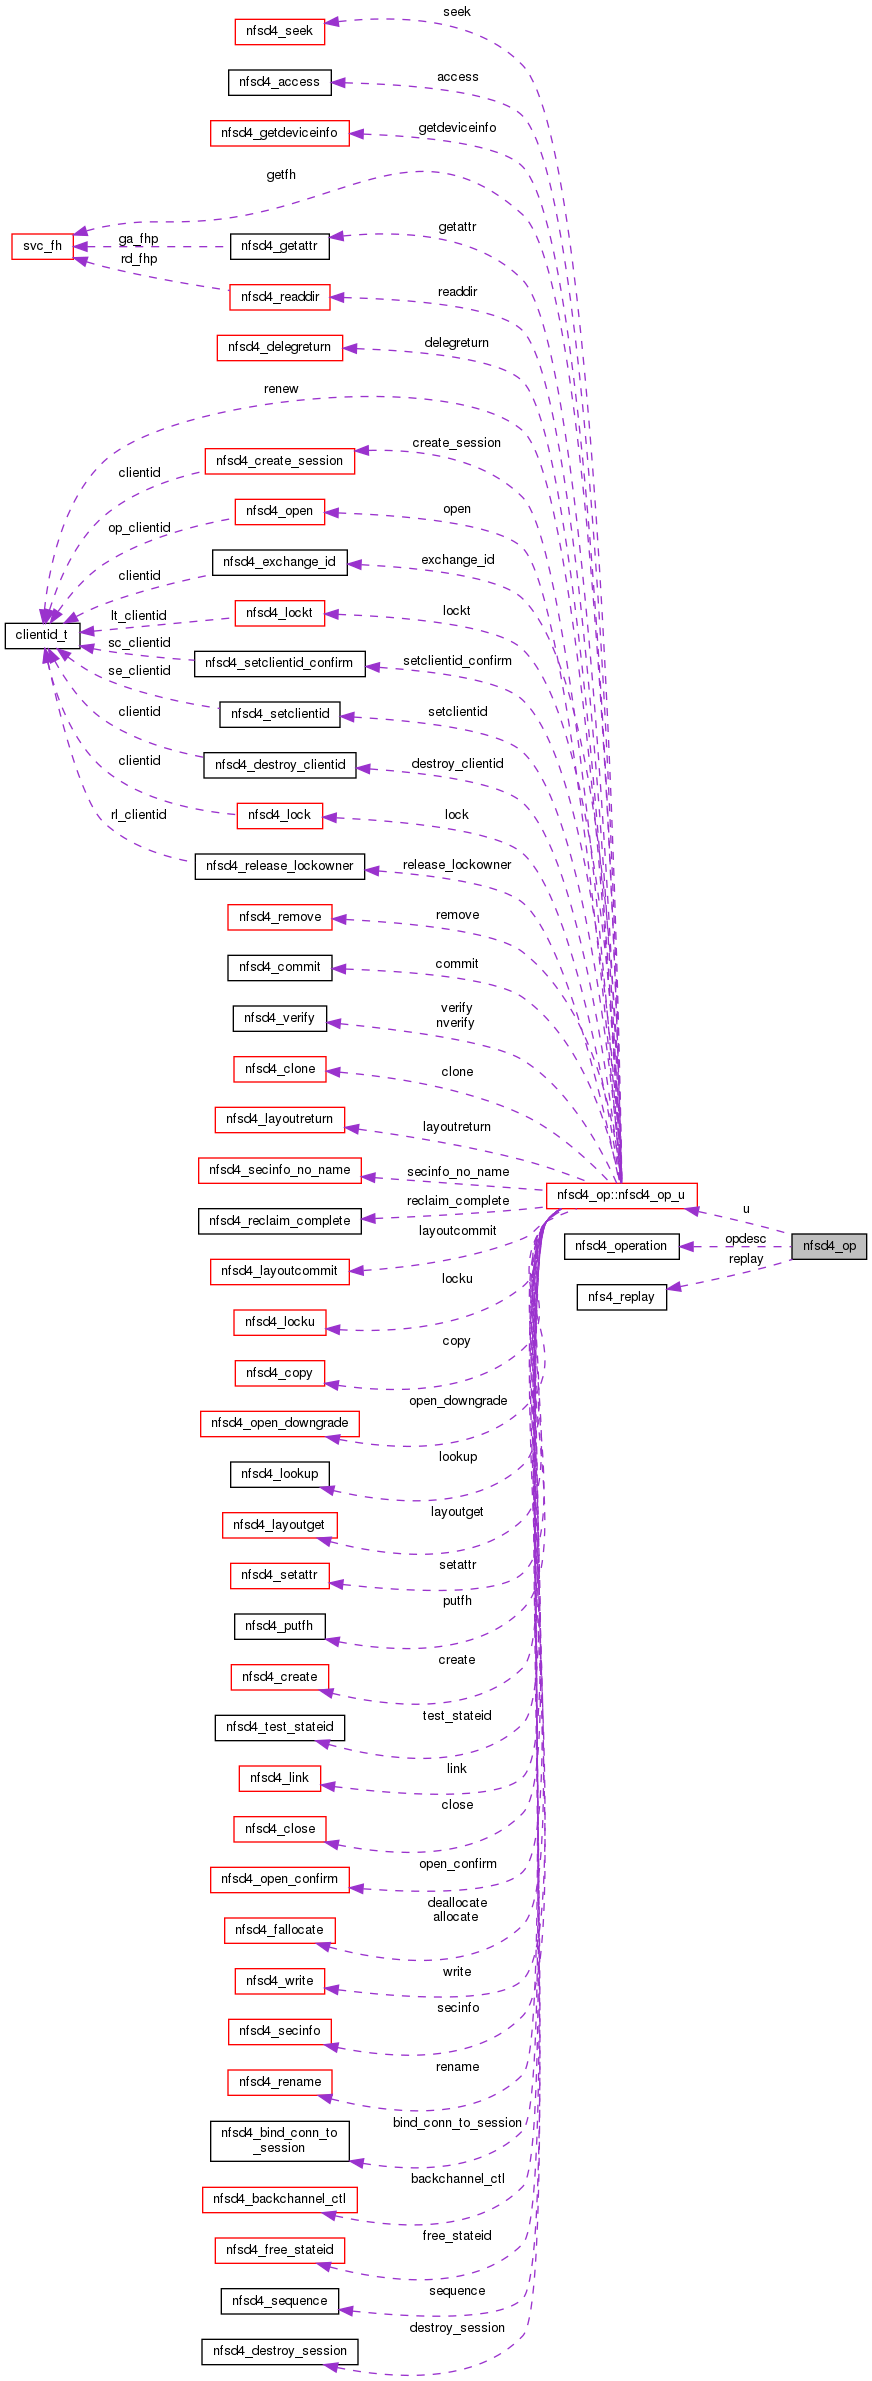 seek
nfsd4_seek
access
nfsd4_access
getdeviceinfo
nfsd4_getdeviceinfo
getfh
getattr
ga_fhp
svc_fh
nfsd4_getattr
rd_fhp
readdir
nfsd4_readdir
delegreturn
nfsd4_delegreturn
renew
create_session
nfsd4_create_session
clientid
open
nfsd4_open
op_clientid
exchange_id
nfsd4_exchange_id
clientid
lockt
nfsd4_lockt
lt_clientid
clientid_t
sc_clientid
setclientid_confirm
nfsd4_setclientid_confirm
se_clientid
setclientid
nfsd4_setclientid
clientid
destroy_clientid
nfsd4_destroy_clientid
clientid
lock
nfsd4_lock
rl_clientid
release_lockowner
nfsd4_release_lockowner
remove
nfsd4_remove
commit
nfsd4_commit
verify
nverify
nfsd4_verify
clone
nfsd4_clone
layoutreturn
nfsd4_layoutreturn
secinfo_no_name
nfsd4_secinfo_no_name
nfsd4_op::nfsd4_op_u
reclaim_complete
nfsd4_reclaim_complete
u
layoutcommit
nfsd4_layoutcommit
opdesc
nfsd4_operation
nfsd4_op
replay
nfs4_replay
locku
nfsd4_locku
copy
nfsd4_copy
open_downgrade
nfsd4_open_downgrade
lookup
nfsd4_lookup
layoutget
nfsd4_layoutget
setattr
nfsd4_setattr
putfh
nfsd4_putfh
create
nfsd4_create
test_stateid
nfsd4_test_stateid
link
nfsd4_link
close
nfsd4_close
open_confirm
nfsd4_open_confirm
deallocate
allocate
nfsd4_fallocate
write
nfsd4_write
secinfo
nfsd4_secinfo
rename
nfsd4_rename
bind_conn_to_session
nfsd4_bind_conn_to
_session
backchannel_ctl
nfsd4_backchannel_ctl
free_stateid
nfsd4_free_stateid
sequence
nfsd4_sequence
destroy_session
nfsd4_destroy_session